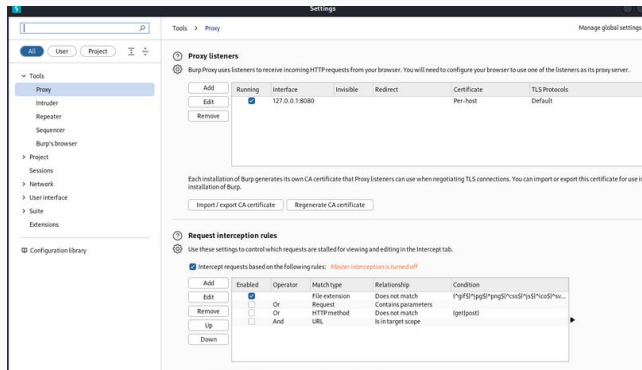 Settings
Tools > Proxy
Manage global settings
All
User
Project
Tools
Proxy
Intruder
Repeater
Sequencer
Burp's browser
Project
Sessions
Network
User interface
Suite
Extensions
Configuration library
Proxy listeners
Burp Proxy uses listeners to receive incoming HTTP requests from your browser. You will need to configure your browser to use one of the listeners as its proxy server.
Add
Edit
Remove
Running Interface Invisible Redirect Certificate TLS Protocols
127.0.0.1:8080 Per-host Default
Each installation of Burp generates its own CA certificate that Proxy listeners can use when negotiating TLS connections. You can import or export this certificate for use i
installation of Burp.
Import / export CA certificate
Regenerate CA certificate
Request interception rules
Use these settings to control which requests are stalled for viewing and editing in the Intercept tab.
Intercept requests based on the following rules: Master interception is turned off
Add
Edit
Remove
Up
Down
Enabled Operator Match type Relationship Condition
File extension Does not match (^gif$|^jpg$|^png$|^css$|^js$|^ico$|^sv...
Or Request Contains parameters
Or HTTP method Does not match (get|post)
And URL Is in target scope